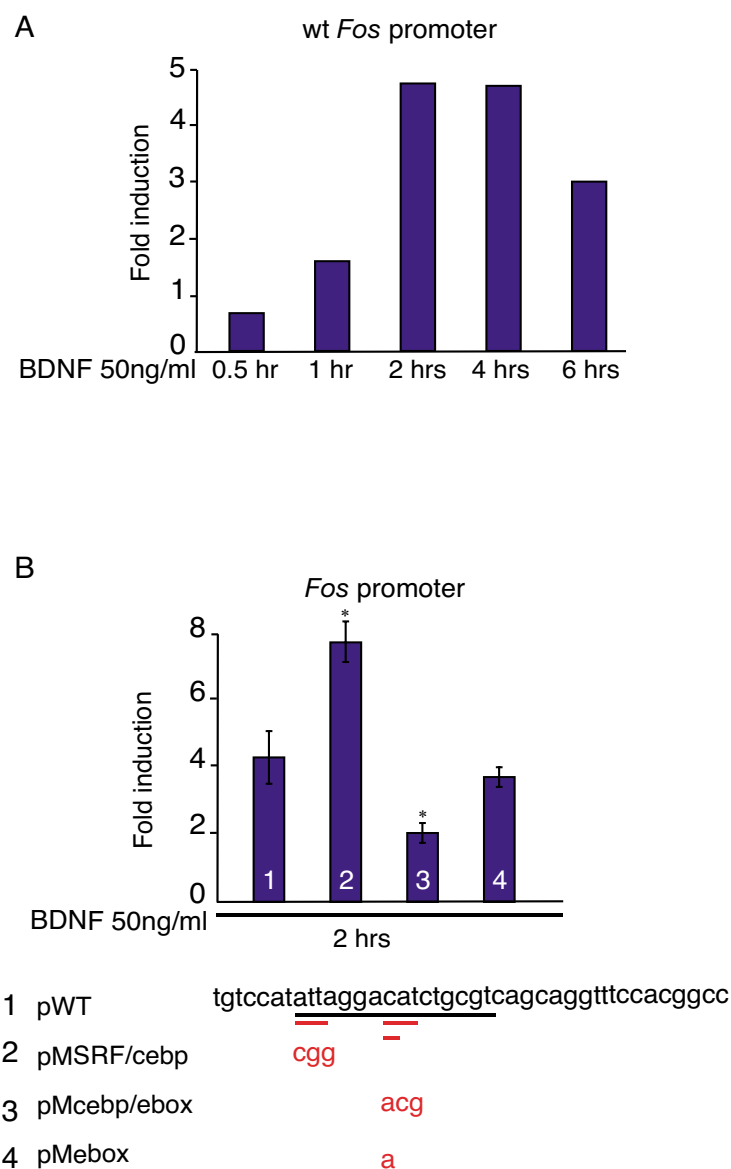 A
wt Fos promoter
Fold induction
5
4
3
2
1
0
BDNF 50ng/ml 0.5 hr 1 hr 2 hrs 4 hrs 6 hrs
B
Fos promoter
Fold induction
8
6
4
2
0
*
*
1 2 3 4
BDNF 50ng/ml
2 hrs
1 pWT tgtccatattaggacatctgcgtcagcaggtttccacggcc
2 pMSRF/cebp cgg
3 pMcebp/ebox acg
4 pMebox a